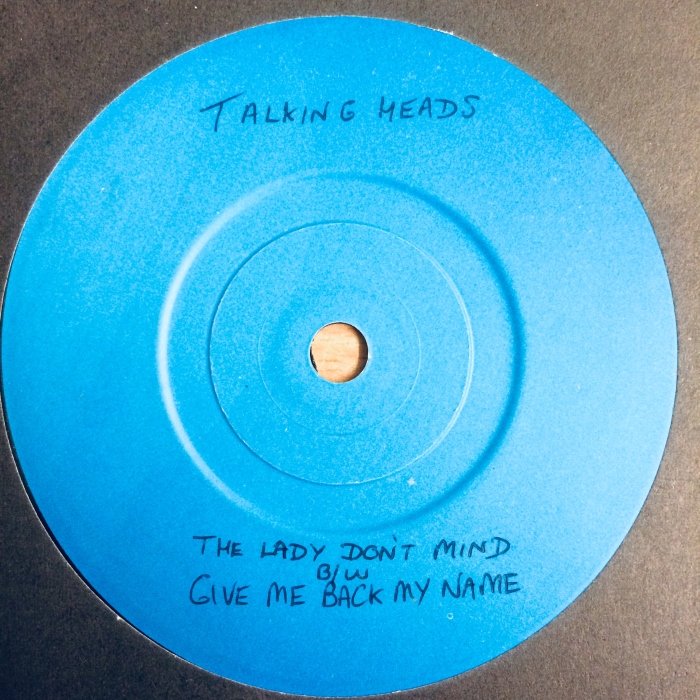 TALKING HEADS
THE LADY DON'T MIND
B/W
GIVE ME BACK MY NAME